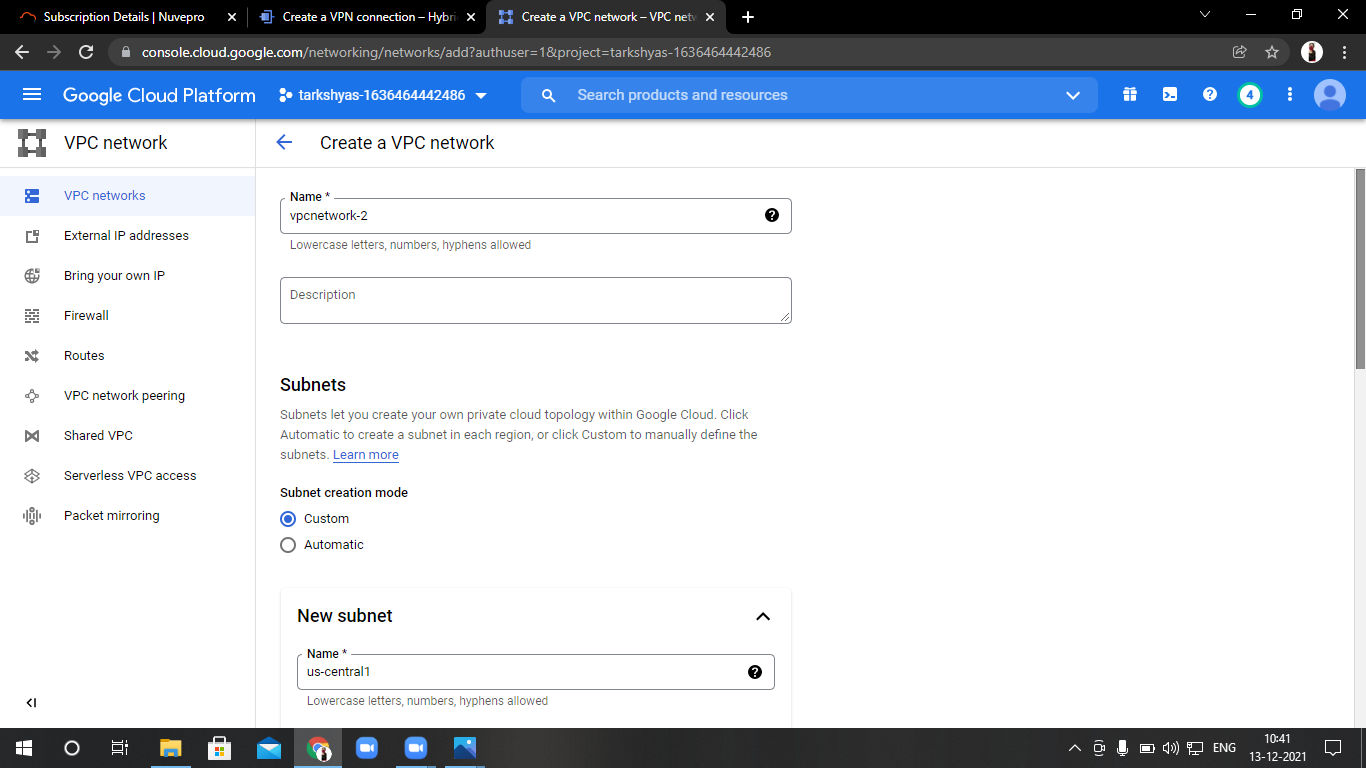 Subscription Details | Nuvepro
Create a VPN connection – Hybri
Create a VPC network – VPC netw
console.cloud.google.com/networking/networks/add?authuser=1&project=tarkshyas-1636464442486
Google Cloud Platform
tarkshyas-1636464442486
Search products and resources
4
VPC network
Create a VPC network
VPC networks
External IP addresses
Bring your own IP
Firewall
Routes
VPC network peering
Shared VPC
Serverless VPC access
Packet mirroring
Name *
vpcnetwork-2
Lowercase letters, numbers, hyphens allowed
Description
Subnets
Subnets let you create your own private cloud topology within Google Cloud. Click
Automatic to create a subnet in each region, or click Custom to manually define the
subnets. Learn more
Subnet creation mode
Custom
Automatic
New subnet
Name *
us-central1
Lowercase letters, numbers, hyphens allowed
ENG
10:41
13-12-2021